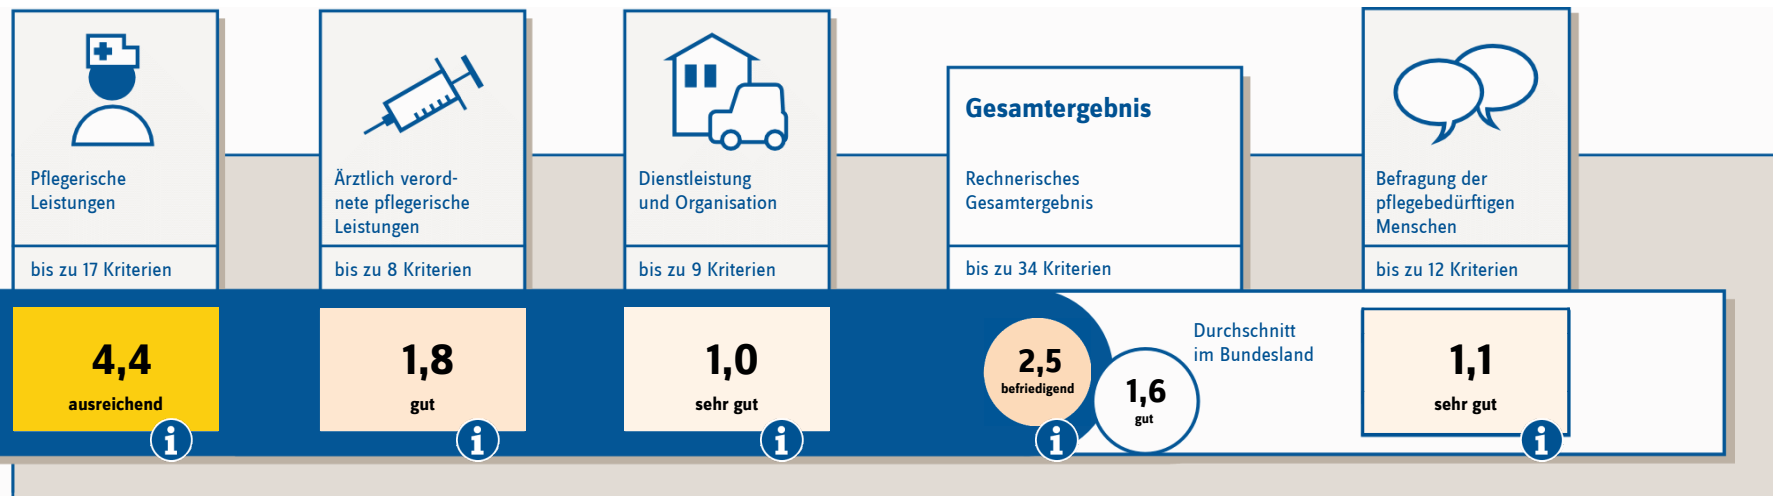 Pflegerische
Leistungen
bis zu 17 Kriterien
4,4
ausreichend
i
Ärztlich verord-
nete pflegerische
Leistungen
bis zu 8 Kriterien
1,8
gut
i
Dienstleistung
und Organisation
bis zu 9 Kriterien
1,0
sehr gut
i
Gesamtergebnis
Rechnerisches
Gesamtergebnis
bis zu 34 Kriterien
2,5
befriedigend
i
1,6
gut
Durchschnitt
im Bundesland
Befragung der
pflegebedürftigen
Menschen
bis zu 12 Kriterien
1,1
sehr gut
i